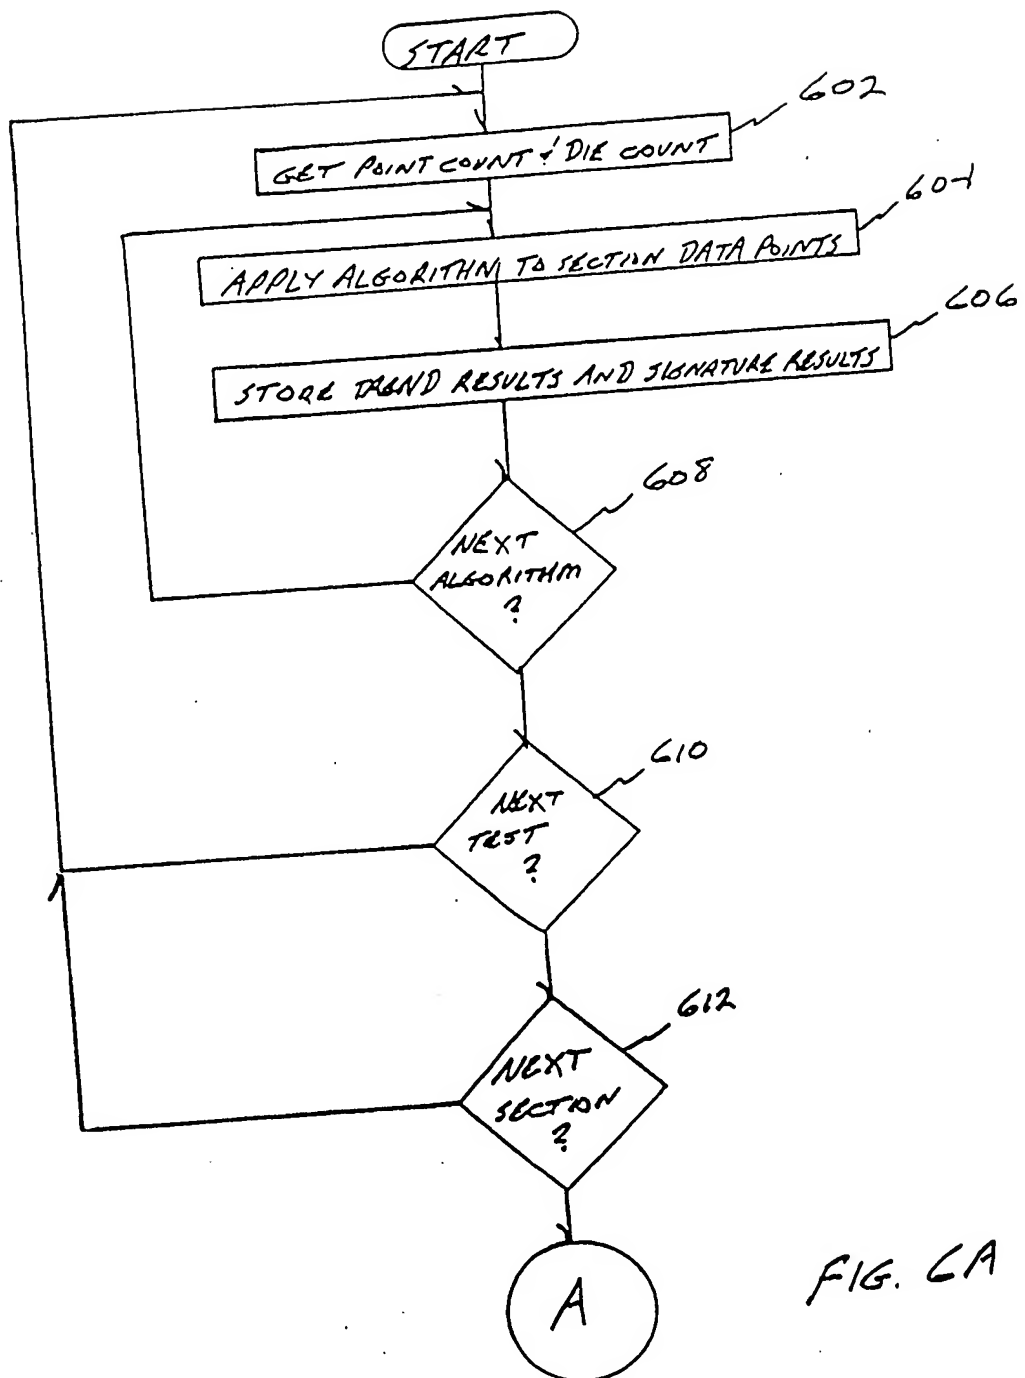 START
602
GET POINT COUNT & DIE COUNT
604
APPLY ALGORITHM TO SECTION DATA POINTS
606
STORE TREND RESULTS AND SIGNATURE RESULTS
608
NEXT
ALGORITHM
?
610
NEXT
TEST
?
612
NEXT
SECTION
?
A
FIG. 6A